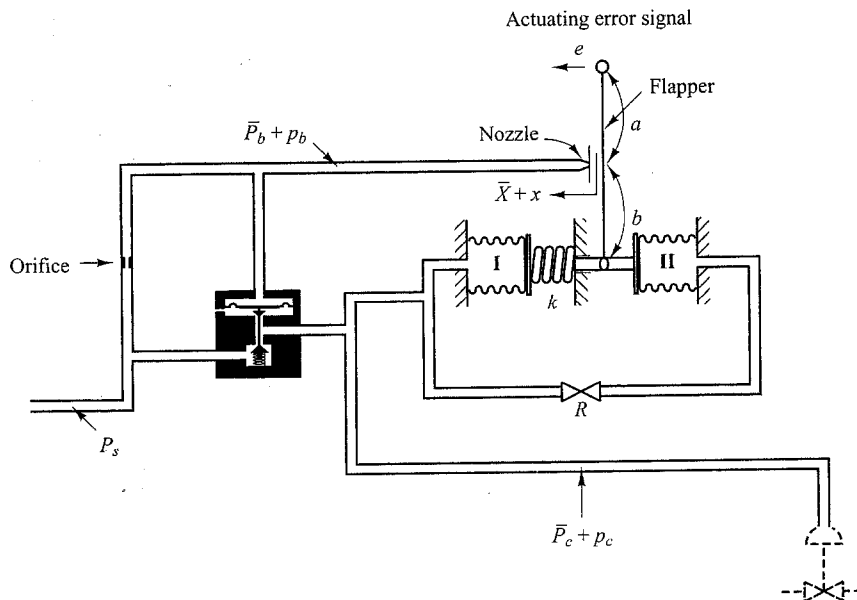 Actuating error signal
e
Flapper
a
P̅b + pb
Nozzle
X̅ + x
b
Orifice
I
II
k
R
Ps
P̅c + pc